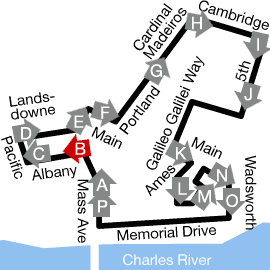 Cambridge
Cardinal
Madeiros
H
I
5th
G
J
Lands-
downe
Portland
Galileo Galilei Way
F
E
Main
D
C
B
Pacific
Albany
K
Main
Ames
N
L
M
O
Wadsworth
A
P
Mass Ave
Memorial Drive
Charles River